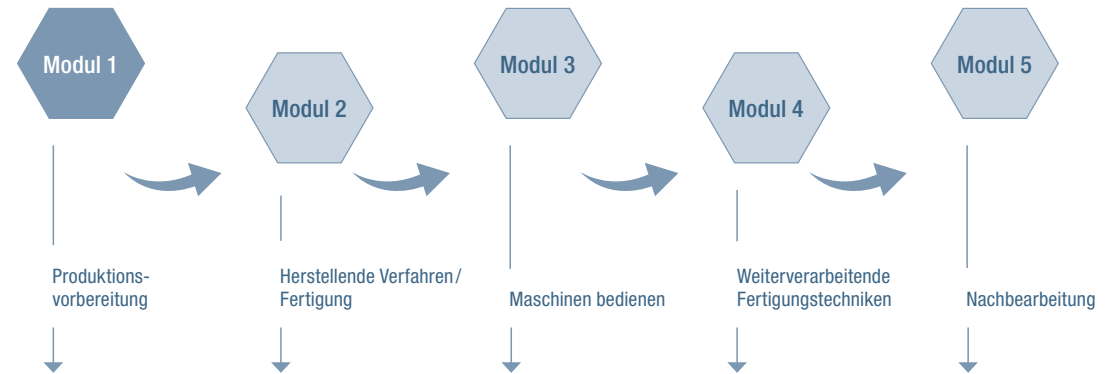 Modul 1
Modul 2
Modul 3
Modul 4
Modul 5
Produktions-
vorbereitung
Herstellende Verfahren/
Fertigung
Maschinen bedienen
Weiterverarbeitende
Fertigungstechniken
Nachbearbeitung